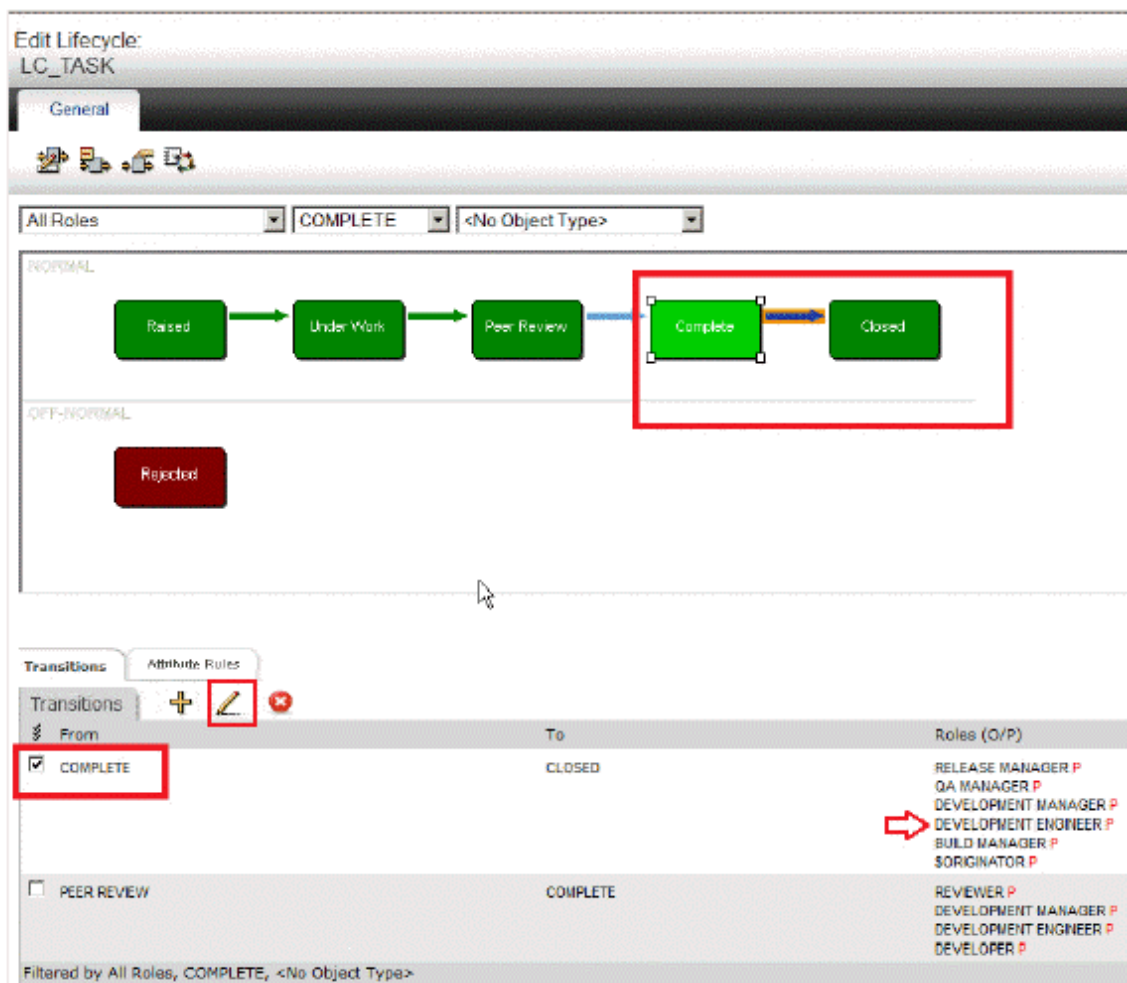 Edit Lifecycle:
LC_TASK
General
All Roles COMPLETE <No Object Type>
NORMAL
Raised Under Work Peer Review Complete Closed
OFF-NORMAL
Rejected
Transitions Attribute Rules
Transitions
From To Roles (O/P)
COMPLETE CLOSED RELEASE MANAGER P
QA MANAGER P
DEVELOPMENT MANAGER P
DEVELOPMENT ENGINEER P
BUILD MANAGER P
$ORIGINATOR P
PEER REVIEW COMPLETE REVIEWER P
DEVELOPMENT MANAGER P
DEVELOPMENT ENGINEER P
DEVELOPER P
Filtered by All Roles, COMPLETE, <No Object Type>